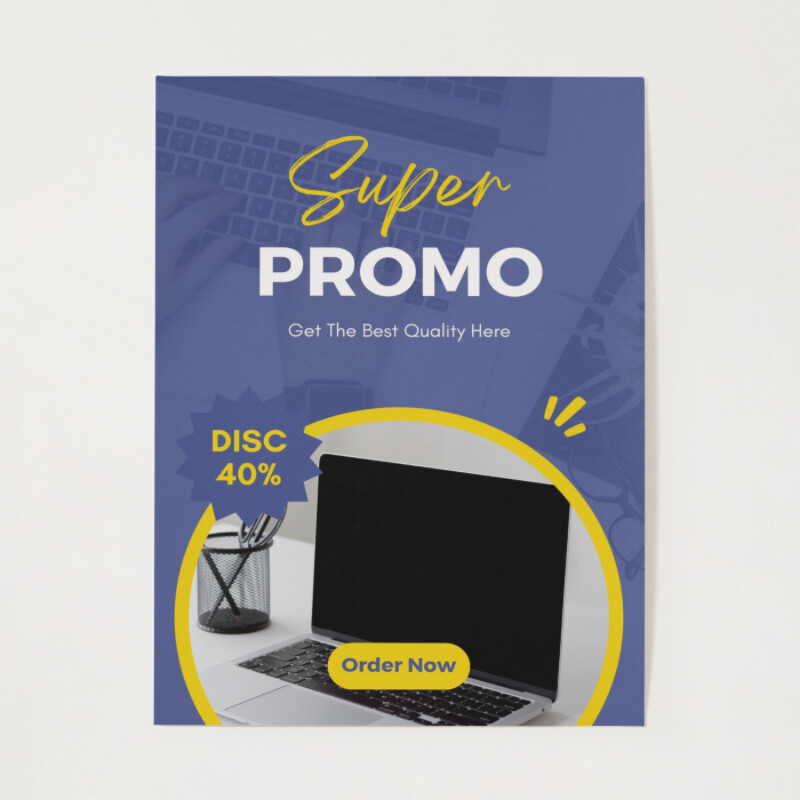 Super
PROMO
Get The Best Quality Here
DISC
40%
Order Now